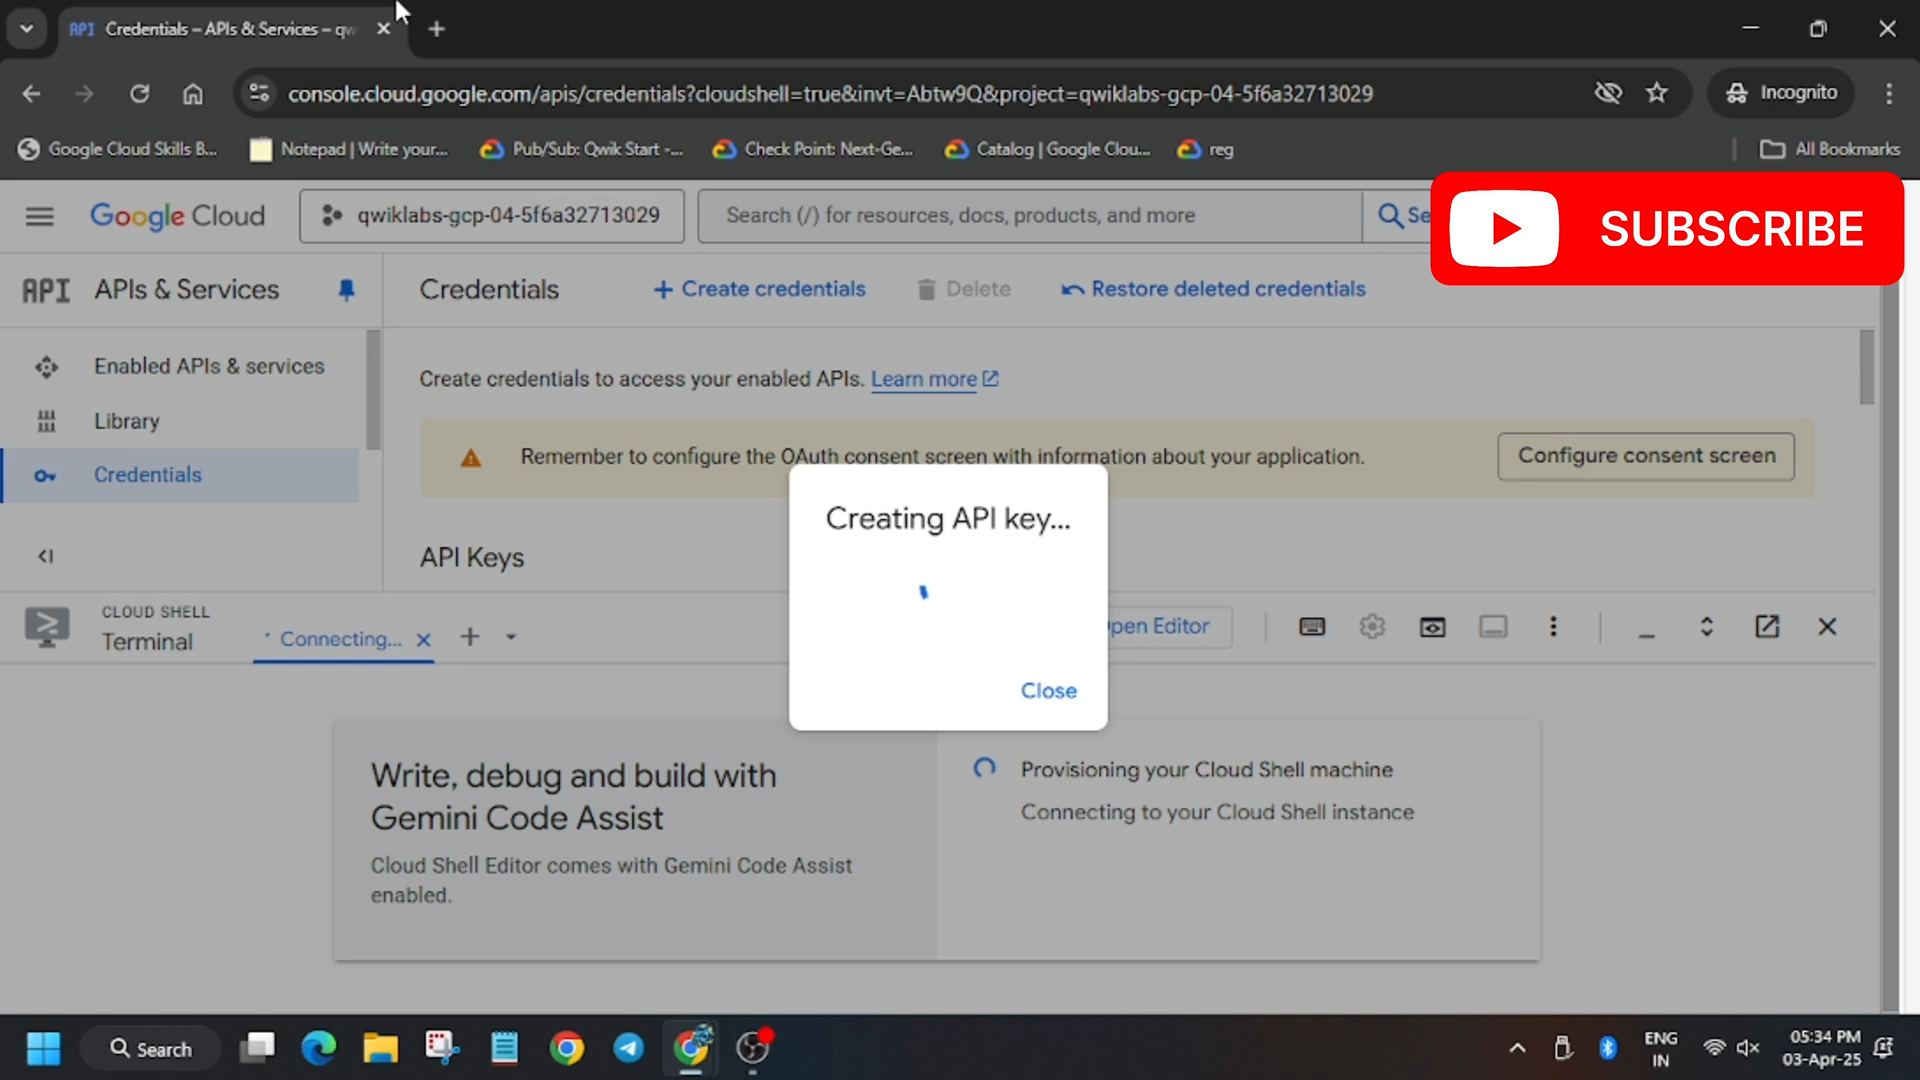 API Credentials – APIs & Services – qw
console.cloud.google.com/apis/credentials?cloudshell=true&invt=Abtw9Q&project=qwiklabs-gcp-04-5f6a32713029
Incognito
Google Cloud Skills B...
Notepad | Write your...
Pub/Sub: Qwik Start -...
Check Point: Next-Ge...
Catalog | Google Clou...
reg
All Bookmarks
Google Cloud
qwiklabs-gcp-04-5f6a32713029
Search (/) for resources, docs, products, and more
Se
SUBSCRIBE
API APIs & Services
Credentials
+ Create credentials
Delete
Restore deleted credentials
Enabled APIs & services
Library
Credentials
Create credentials to access your enabled APIs. Learn more
Remember to configure the OAuth consent screen with information about your application.
Configure consent screen
API Keys
Creating API key...
Close
CLOUD SHELL
Terminal
Connecting...
pen Editor
Write, debug and build with
Gemini Code Assist
Cloud Shell Editor comes with Gemini Code Assist
enabled.
Provisioning your Cloud Shell machine
Connecting to your Cloud Shell instance
Search
ENG
IN
05:34 PM
03-Apr-25